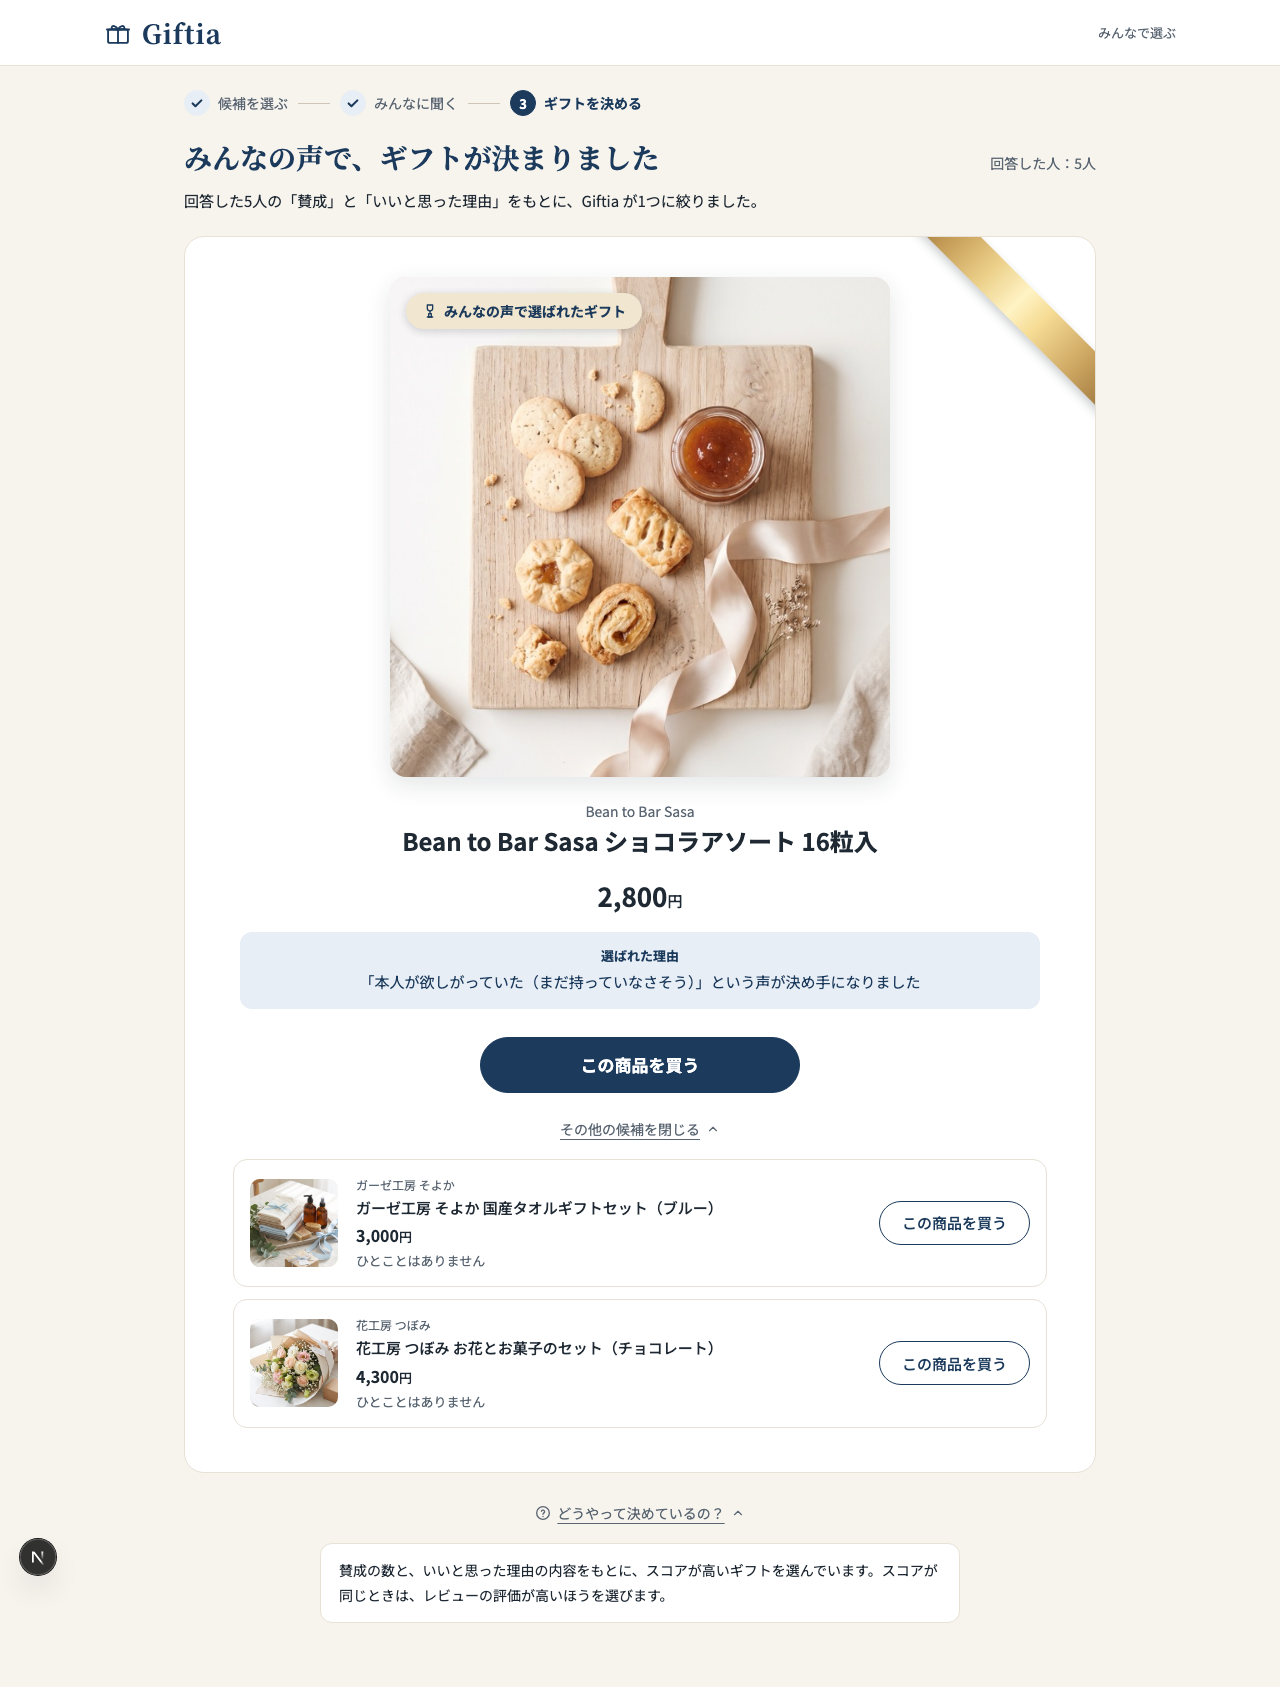 Giftia
みんなで選ぶ
候補を選ぶ
みんなに聞く
3 ギフトを決める
みんなの声で、ギフトが決まりました
回答した人：5人
回答した5人の「賛成」と「いいと思った理由」をもとに、Giftia が1つに絞りました。
みんなの声で選ばれたギフト
Bean to Bar Sasa
Bean to Bar Sasa ショコラアソート 16粒入
2,800円
選ばれた理由
「本人が欲しがっていた（まだ持っていなさそう）」という声が決め手になりました
この商品を買う
その他の候補を閉じる
ガーゼ工房 そよか
ガーゼ工房 そよか 国産タオルギフトセット（ブルー）
3,000円
ひとことはありません
この商品を買う
花工房 つぼみ
花工房 つぼみ お花とお菓子のセット（チョコレート）
4,300円
ひとことはありません
この商品を買う
どうやって決めているの？
賛成の数と、いいと思った理由の内容をもとに、スコアが高いギフトを選んでいます。スコアが
同じときは、レビューの評価が高いほうを選びます。
N